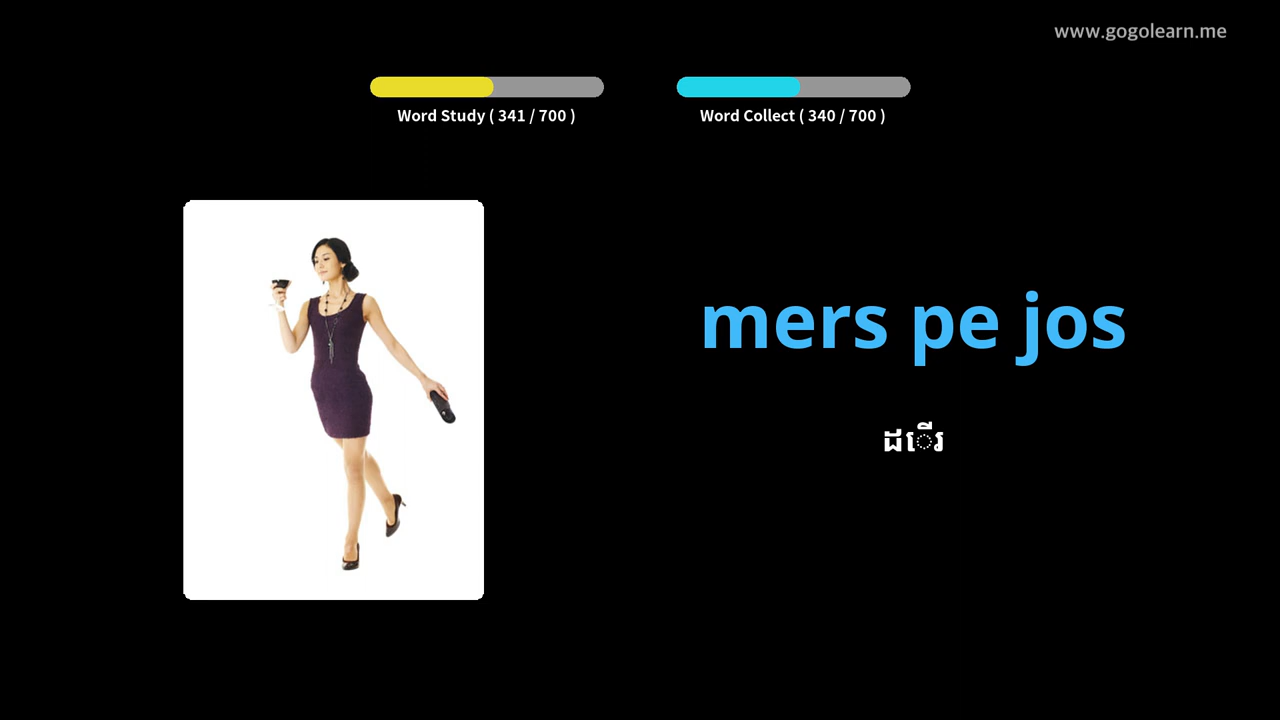 www.gogolearn.me
Word Study ( 341 / 700 )
Word Collect ( 340 / 700 )
mers pe jos
ដើរ